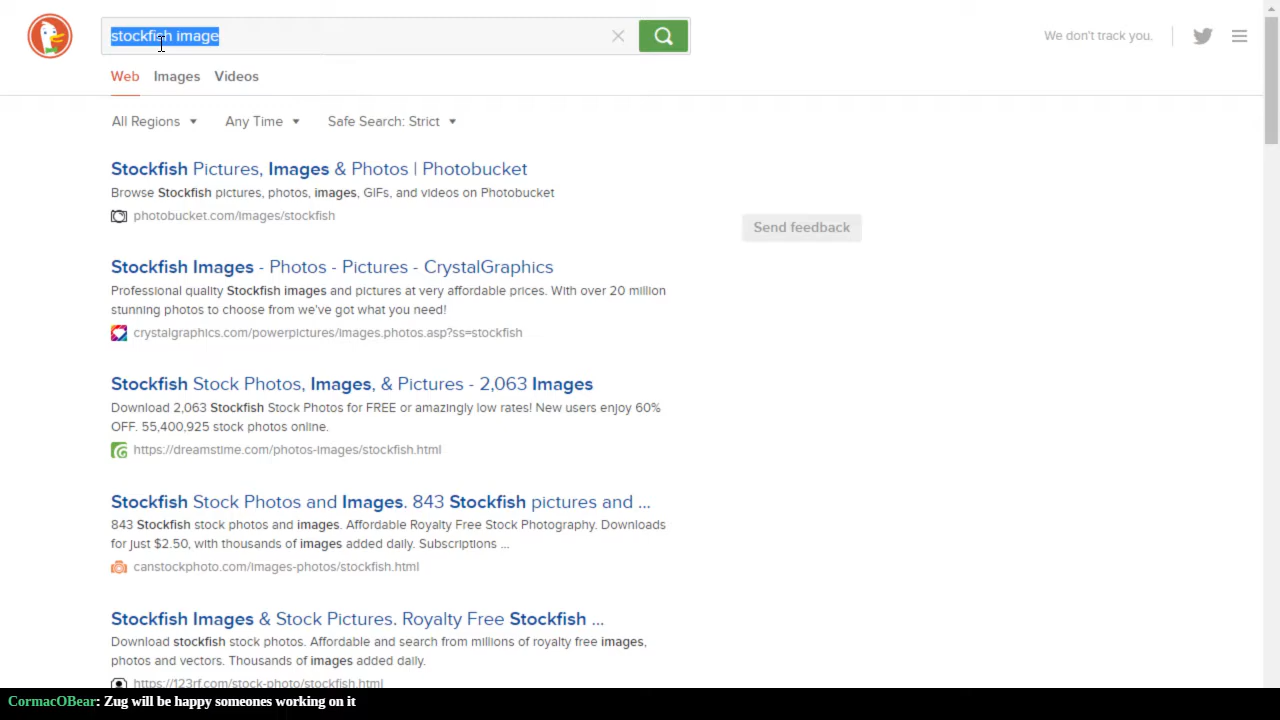 stockfish image
We don't track you.
Web Images Videos
All Regions Any Time Safe Search: Strict
Stockfish Pictures, Images & Photos | Photobucket
Browse Stockfish pictures, photos, images, GIFs, and videos on Photobucket
photobucket.com/images/stockfish
Send feedback
Stockfish Images - Photos - Pictures - CrystalGraphics
Professional quality Stockfish images and pictures at very affordable prices. With over 20 million
stunning photos to choose from we've got what you need!
crystalgraphics.com/powerpictures/images.photos.asp?ss=stockfish
Stockfish Stock Photos, Images, & Pictures - 2,063 Images
Download 2,063 Stockfish Stock Photos for FREE or amazingly low rates! New users enjoy 60%
OFF. 55,400,925 stock photos online.
https://dreamstime.com/photos-images/stockfish.html
Stockfish Stock Photos and Images. 843 Stockfish pictures and ...
843 Stockfish stock photos and images. Affordable Royalty Free Stock Photography. Downloads
for just $2.50, with thousands of images added daily. Subscriptions ...
canstockphoto.com/images-photos/stockfish.html
Stockfish Images & Stock Pictures. Royalty Free Stockfish ...
Download stockfish stock photos. Affordable and search from millions of royalty free images,
photos and vectors. Thousands of images added daily.
https://123rf.com/stock-photo/stockfish.html
CormacOBear: Zug will be happy someones working on it